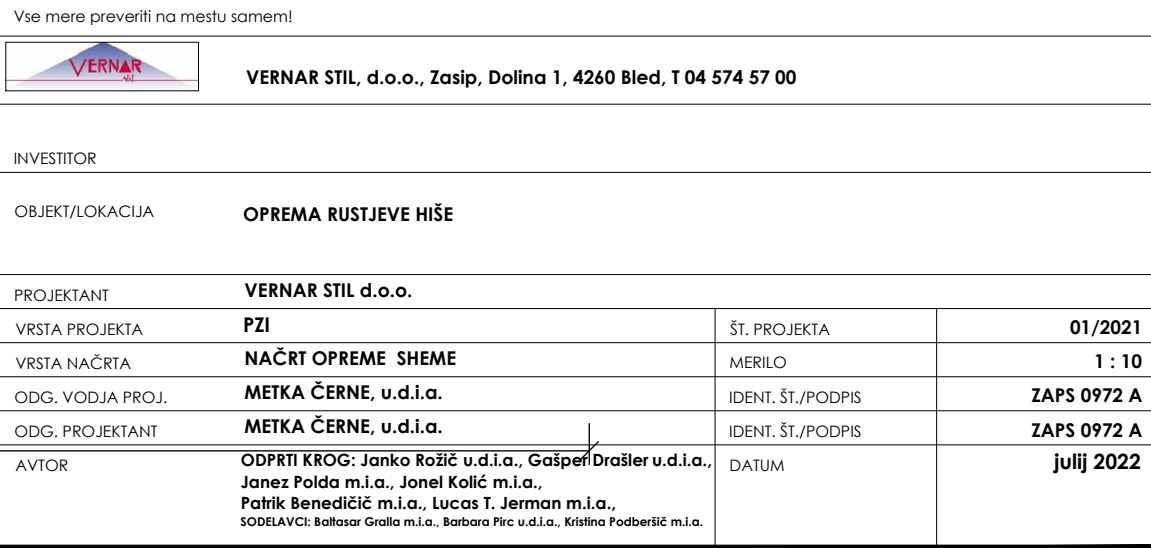 Vse mere preveriti na mestu samem!
VERNAR
VERNAR STIL, d.o.o., Zasip, Dolina 1, 4260 Bled, T 04 574 57 00
INVESTITOR
OBJEKT/LOKACIJA OPREMA RUSTJEVE HIŠE
PROJEKTANT VERNAR STIL d.o.o.
VRSTA PROJEKTA PZI ŠT. PROJEKTA 01/2021
VRSTA NAČRTA NAČRT OPREME SHEME MERILO 1 : 10
ODG. VODJA PROJ. METKA ČERNE, u.d.i.a. IDENT. ŠT./PODPIS ZAPS 0972 A
ODG. PROJEKTANT METKA ČERNE, u.d.i.a. IDENT. ŠT./PODPIS ZAPS 0972 A
AVTOR ODPRTI KROG: Janko Rožič u.d.i.a., Gašper Drašler u.d.i.a., DATUM julij 2022
Janez Polda m.i.a., Jonel Kolić m.i.a.,
Patrik Benedičič m.i.a., Lucas T. Jerman m.i.a.,
SODELAVCI: Baltasar Gralla m.i.a., Barbara Pirc u.d.i.a., Kristina Podberšič m.i.a.